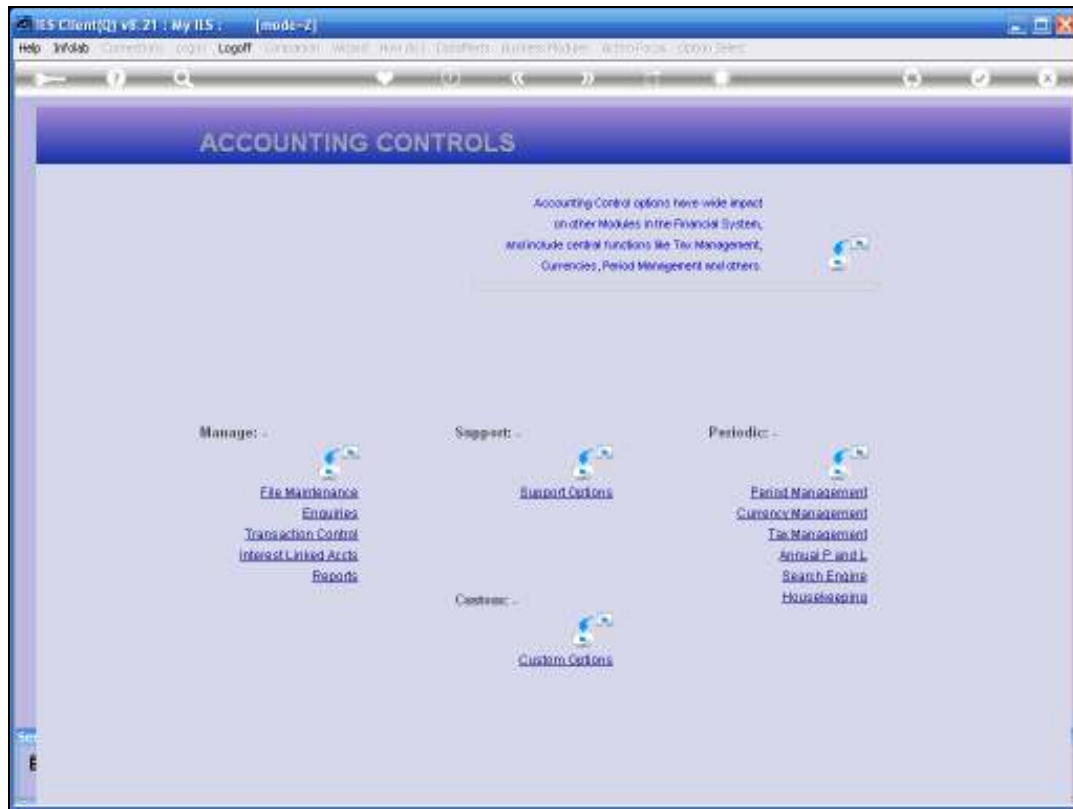 IES Client(Q) v8.21 : My IES : [mode-Z]
Help Infolab Logoff
ACCOUNTING CONTROLS
Accounting Control options have wide impact
on other Modules in the Financial System,
and include central functions like Tax Management,
Currencies, Period Management and others.
Manage: -
File Maintenance
Enquiries
Transaction Control
Interest Linked Accts
Reports
Support: -
Support Options
Custom: -
Custom Options
Periodic: -
Period Management
Currency Management
Tax Management
Annual P and L
Search Engine
Housekeeping